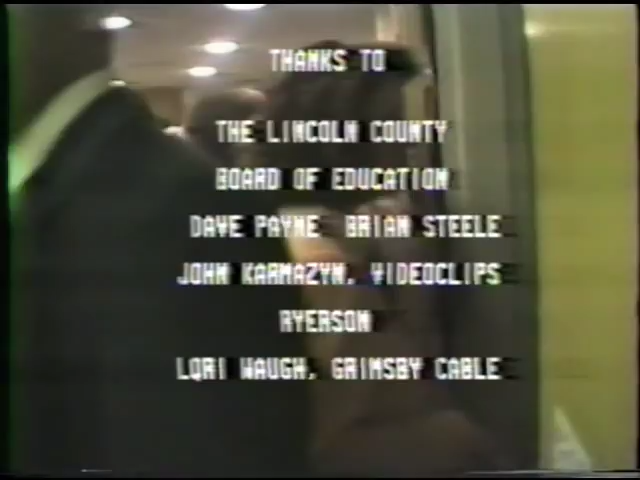 THANKS TO
THE LINCOLN COUNTY
BOARD OF EDUCATION
DAVE PAYNE BRIAN STEELE
JOHN KARMAZYN, VIDEOCLIPS
RYERSON
LORI WAUGH, GRIMSBY CABLE